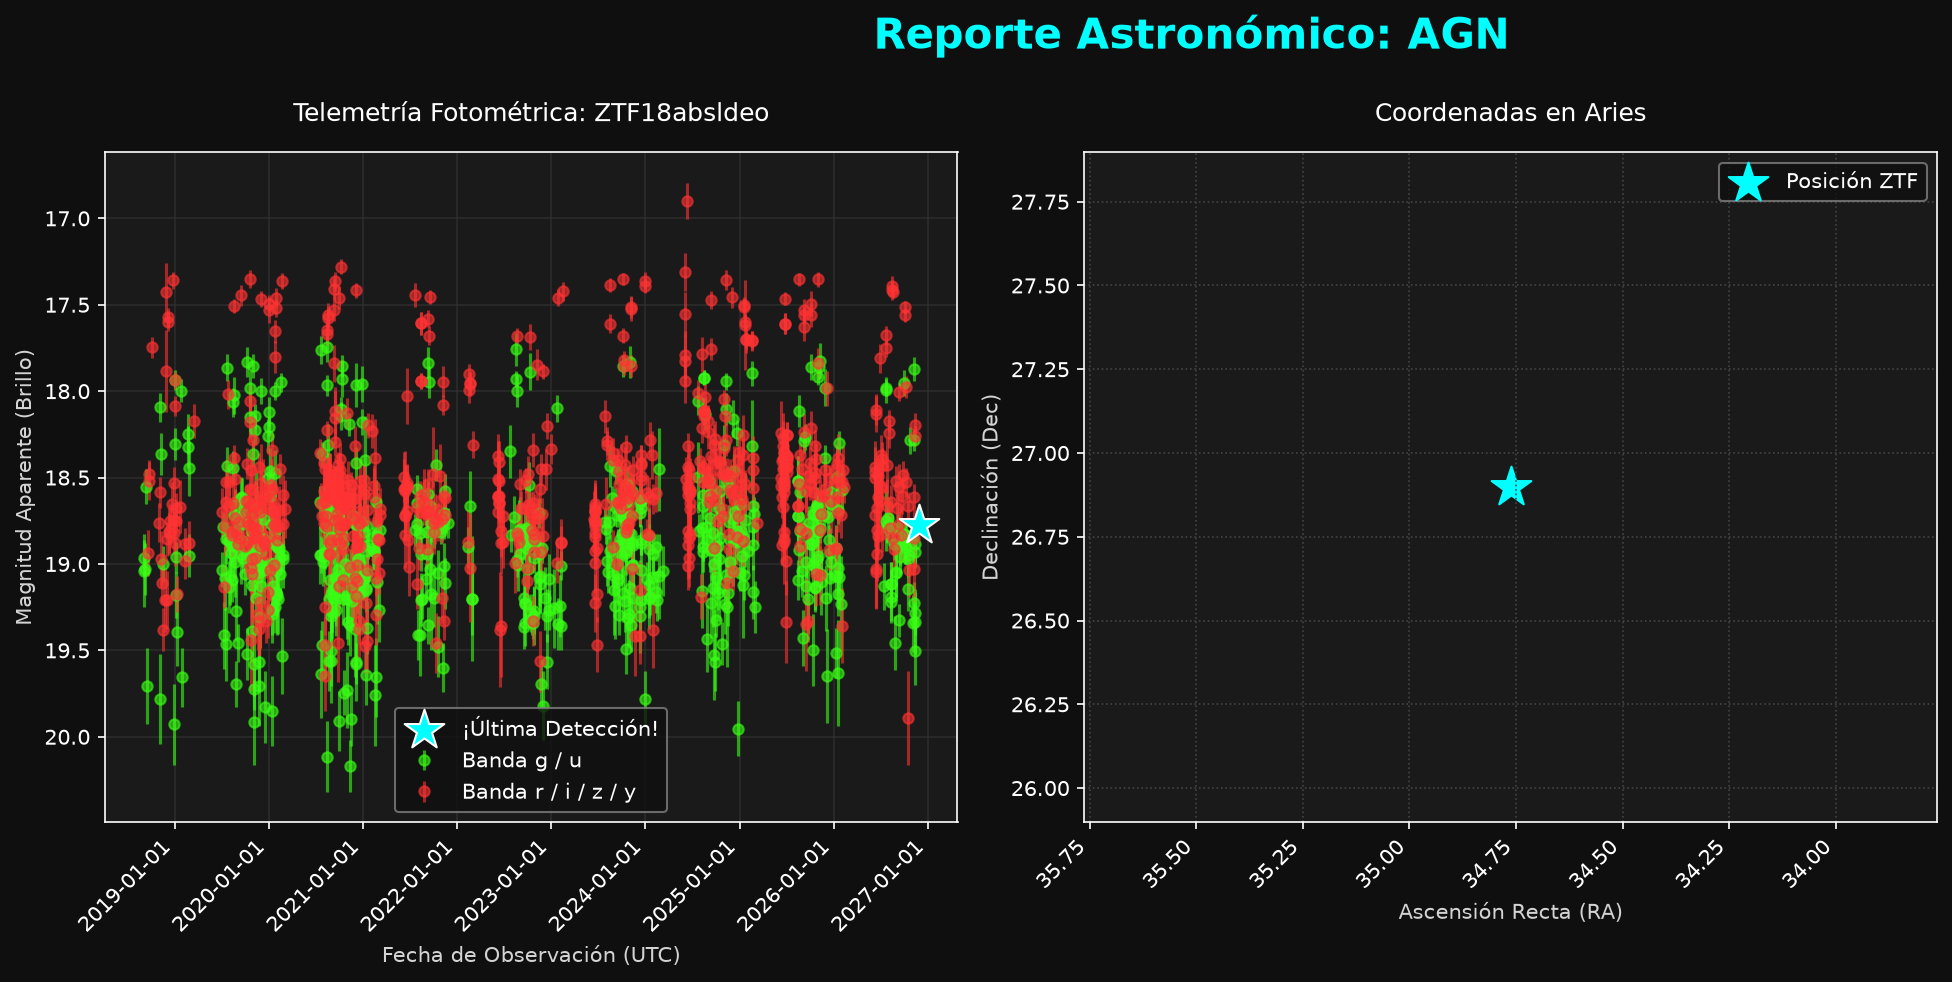 Reporte Astronómico: AGN
Telemetría Fotométrica: ZTF18absldeo
Magnitud Aparente (Brillo)
17.0
17.5
18.0
18.5
19.0
19.5
20.0
¡Última Detección!
Banda g / u
Banda r / i / z / y
2019-01-01
2020-01-01
2021-01-01
2022-01-01
2023-01-01
2024-01-01
2025-01-01
2026-01-01
2027-01-01
Fecha de Observación (UTC)
Coordenadas en Aries
Posición ZTF
Declinación (Dec)
27.75
27.50
27.25
27.00
26.75
26.50
26.25
26.00
35.75
35.50
35.25
35.00
34.75
34.50
34.25
34.00
Ascensión Recta (RA)